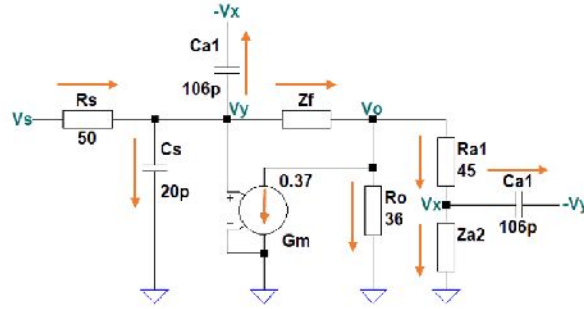 -Vx
Ca1
106p
Vs
Rs
50
Vy
Zf
Vo
Cs
20p
+
-
0.37
Gm
Ro
36
Ra1
45
Ca1
Vx
106p
-Vy
Za2